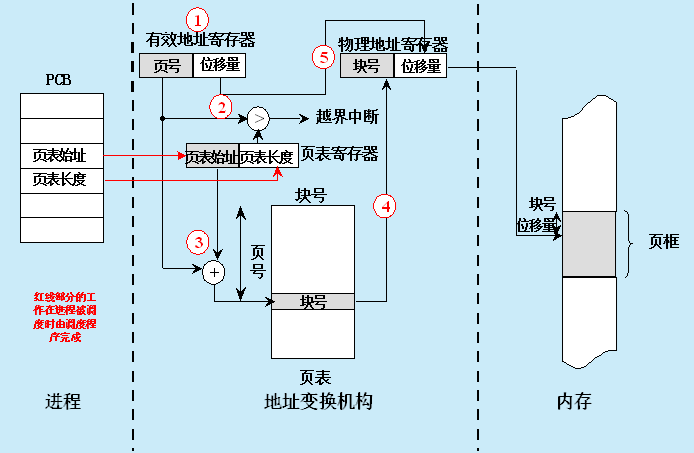 ①
有效地址寄存器
页号 位移量
②
>
越界中断
⑤
物理地址寄存器
块号 位移量
PCB
页表始址
页表长度
页表始址 页表长度
页表寄存器
③
+
页号
块号
块号
页表
④
块号
位移量
页框
红线部分的工
作在进程被调
度时由调度程
序完成
进程
地址变换机构
内存